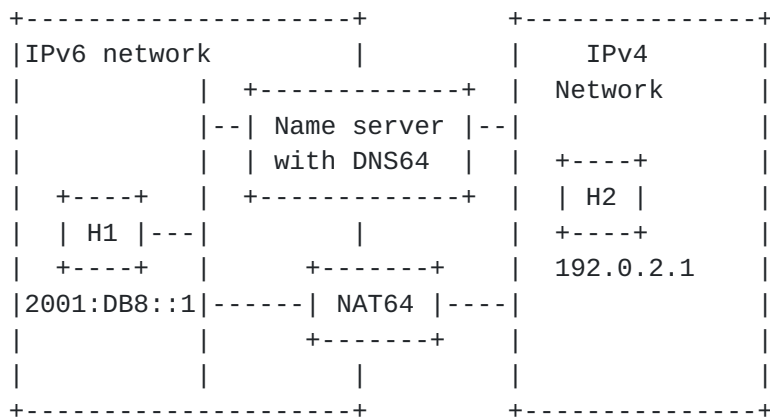 +---------------------+         +---------------+
|IPv6 network         |         |     IPv4      |
|           |  +-------------+  |  Network      |
|           |--| Name server |--|               |
|           |  | with DNS64  |  |  +----+       |
|  +----+   |  +-------------+  |  | H2 |       |
|  | H1 |---|         |         |  +----+       |
|  +----+   |      +-------+    |  192.0.2.1    |
|2001:DB8::1|------| NAT64 |----|               |
|           |      +-------+    |               |
|           |         |         |               |
+---------------------+         +---------------+